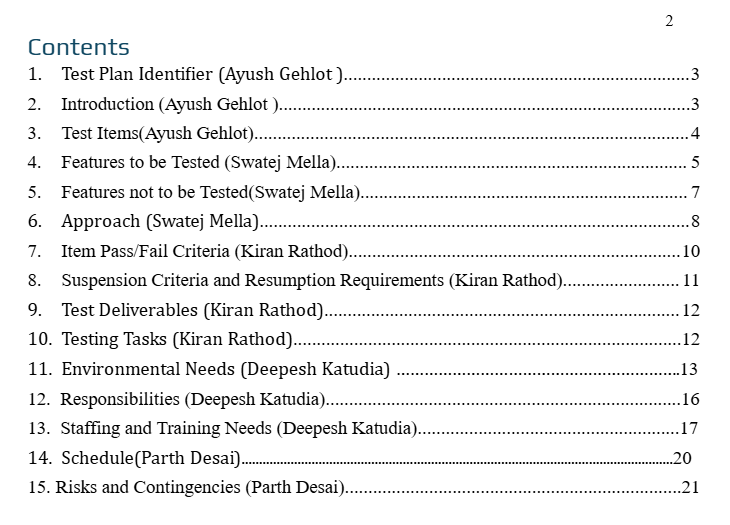 2
Contents
1. Test Plan Identifier (Ayush Gehlot )..........................................................................3
2. Introduction (Ayush Gehlot )........................................................................................3
3. Test Items(Ayush Gehlot).............................................................................................4
4. Features to be Tested (Swatej Mella)........................................................................... 5
5. Features not to be Tested(Swatej Mella)...................................................................... 7
6. Approach (Swatej Mella)............................................................................................8
7. Item Pass/Fail Criteria (Kiran Rathod).......................................................................10
8. Suspension Criteria and Resumption Requirements (Kiran Rathod)......................... 11
9. Test Deliverables (Kiran Rathod)............................................................................ 12
10. Testing Tasks (Kiran Rathod)...................................................................................12
11. Environmental Needs (Deepesh Katudia) .............................................................13
12. Responsibilities (Deepesh Katudia)............................................................................16
13. Staffing and Training Needs (Deepesh Katudia)........................................................17
14. Schedule(Parth Desai)...............................................................................................20
15. Risks and Contingencies (Parth Desai)........................................................................21